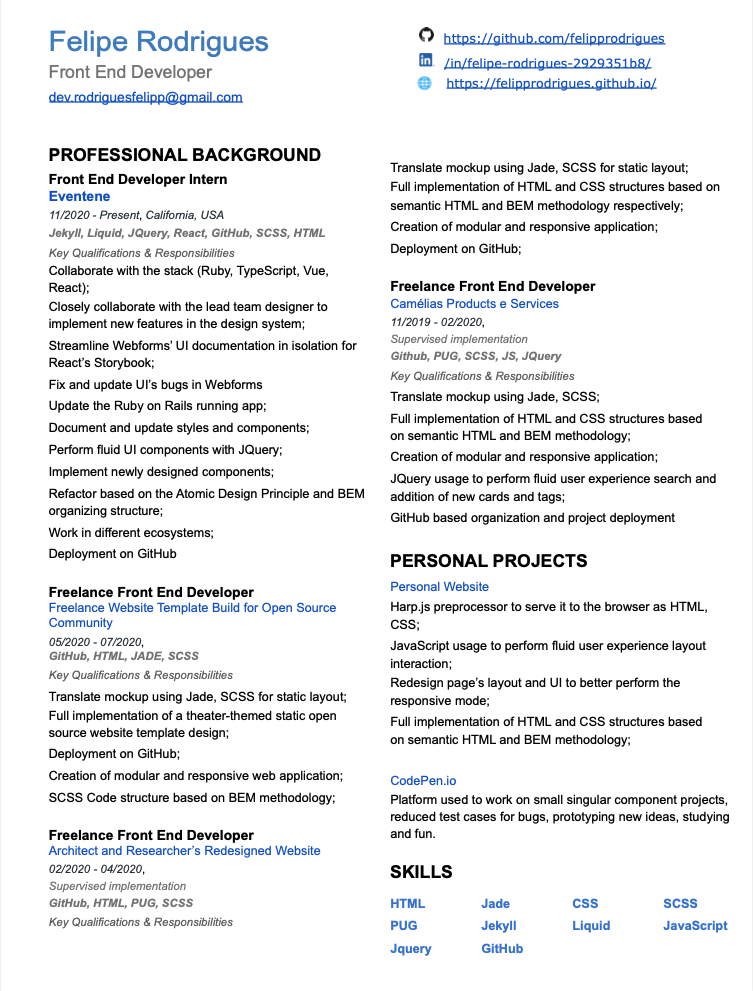 Felipe Rodrigues
Front End Developer
dev.rodriguesfelipp@gmail.com
https://github.com/felipprodrigues
/in/felipe-rodrigues-2929351b8/
https://felipprodrigues.github.io/
PROFESSIONAL BACKGROUND
Front End Developer Intern
Eventene
11/2020 - Present, California, USA
Jekyll, Liquid, JQuery, React, GitHub, SCSS, HTML
Key Qualifications & Responsibilities
Collaborate with the stack (Ruby, TypeScript, Vue,
React);
Closely collaborate with the lead team designer to
implement new features in the design system;
Streamline Webforms' UI documentation in isolation for
React's Storybook;
Fix and update UI's bugs in Webforms
Update the Ruby on Rails running app;
Document and update styles and components;
Perform fluid UI components with JQuery;
Implement newly designed components;
Refactor based on the Atomic Design Principle and BEM
organizing structure;
Work in different ecosystems;
Deployment on GitHub
Freelance Front End Developer
Freelance Website Template Build for Open Source
Community
05/2020 - 07/2020,
GitHub, HTML, JADE, SCSS
Key Qualifications & Responsibilities
Translate mockup using Jade, SCSS for static layout;
Full implementation of a theater-themed static open
source website template design;
Deployment on GitHub;
Creation of modular and responsive web application;
SCSS Code structure based on BEM methodology;
Freelance Front End Developer
Architect and Researcher's Redesigned Website
02/2020 - 04/2020,
Supervised implementation
GitHub, HTML, PUG, SCSS
Key Qualifications & Responsibilities
Translate mockup using Jade, SCSS for static layout;
Full implementation of HTML and CSS structures based on
semantic HTML and BEM methodology respectively;
Creation of modular and responsive application;
Deployment on GitHub;
Freelance Front End Developer
Camélias Products e Services
11/2019 - 02/2020,
Supervised implementation
Github, PUG, SCSS, JS, JQuery
Key Qualifications & Responsibilities
Translate mockup using Jade, SCSS;
Full implementation of HTML and CSS structures based
on semantic HTML and BEM methodology;
Creation of modular and responsive application;
JQuery usage to perform fluid user experience search and
addition of new cards and tags;
GitHub based organization and project deployment
PERSONAL PROJECTS
Personal Website
Harp.js preprocessor to serve it to the browser as HTML,
CSS;
JavaScript usage to perform fluid user experience layout
interaction;
Redesign page's layout and UI to better perform the
responsive mode;
Full implementation of HTML and CSS structures based
on semantic HTML and BEM methodology;
CodePen.io
Platform used to work on small singular component projects,
reduced test cases for bugs, prototyping new ideas, studying
and fun.
SKILLS
HTML Jade CSS SCSS
PUG Jekyll Liquid JavaScript
Jquery GitHub